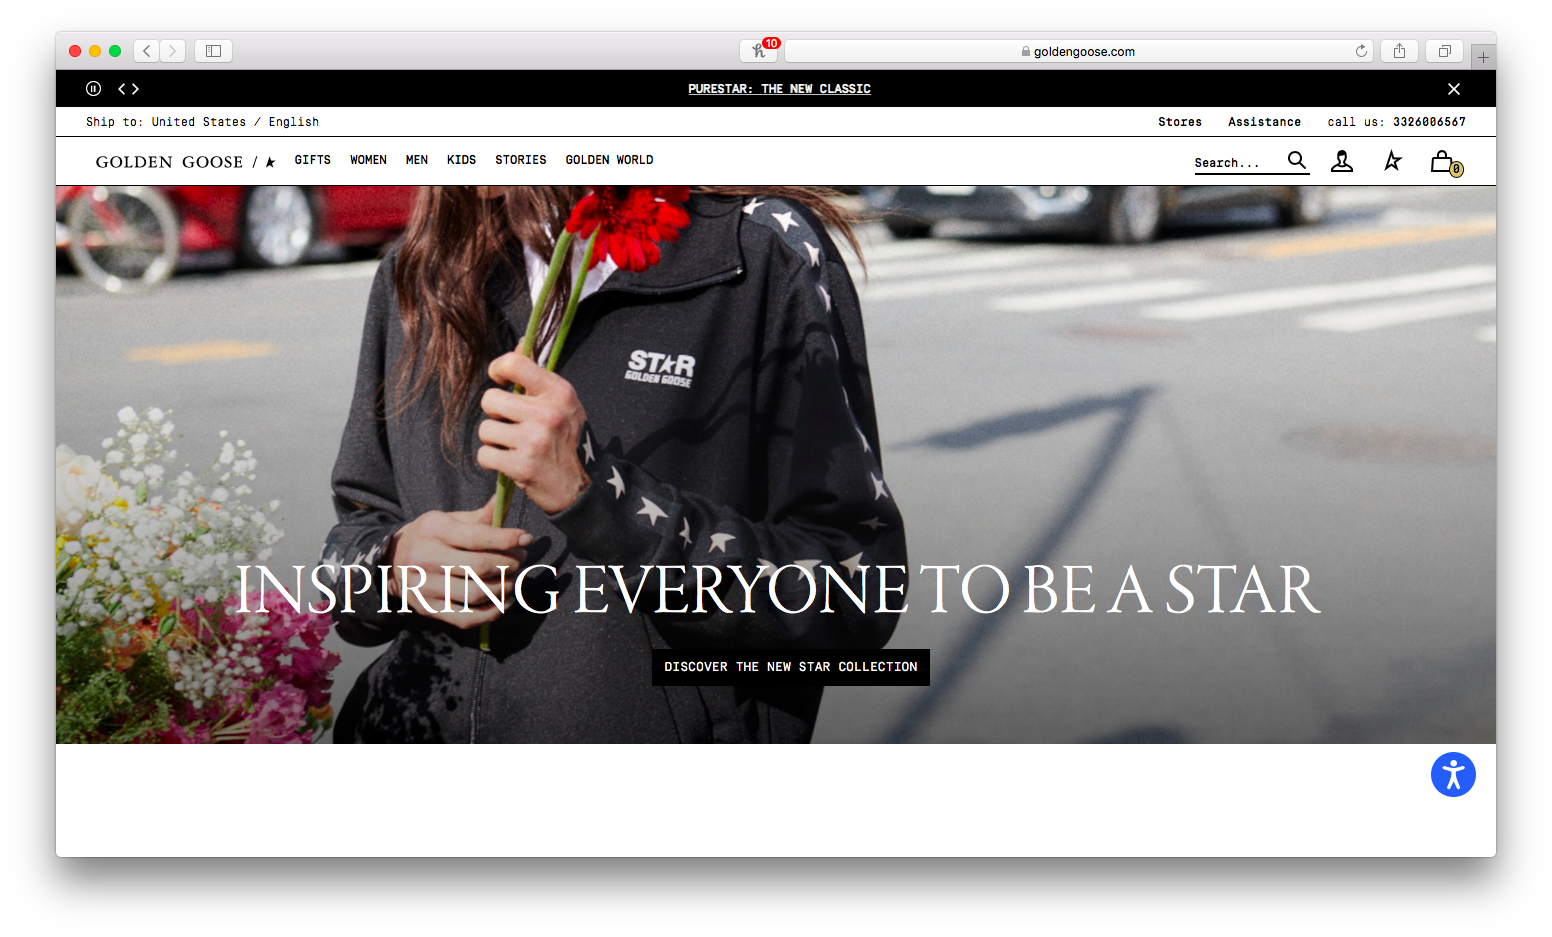 10
goldengoose.com
PURESTAR: THE NEW CLASSIC
Ship to: United States / English
Stores Assistance call us: 3326006567
GOLDEN GOOSE / GIFTS WOMEN MEN KIDS STORIES GOLDEN WORLD Search... 0
STAR
GOLDEN GOOSE
INSPIRING EVERYONE TO BE A STAR
DISCOVER THE NEW STAR COLLECTION